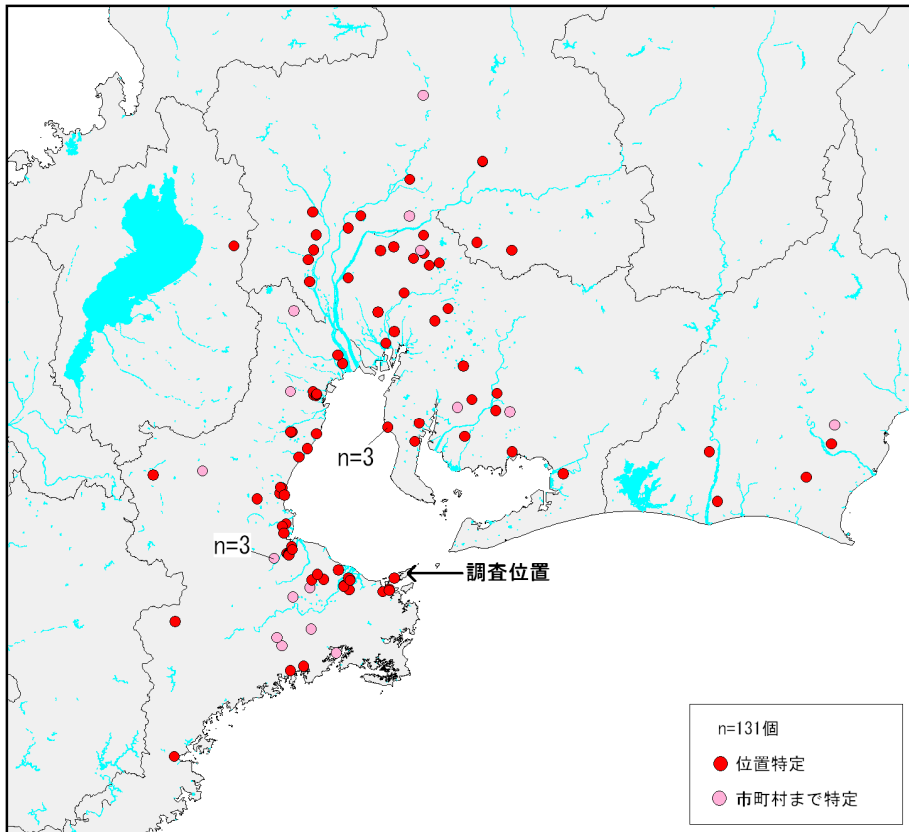 n=3
n=3
調査位置
n=131個
位置特定
市町村まで特定